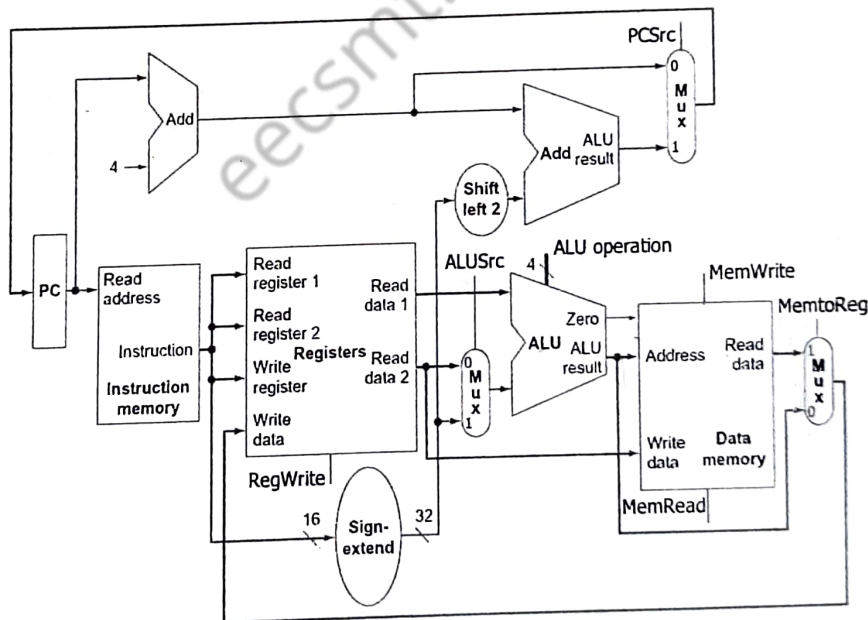 eecsmit
PCSrc
0
Mux
1
Add
4
Add
ALU
result
Shift
left 2
ALUSrc
4
ALU operation
MemWrite
MemtoReg
PC
Read
address
Instruction
Instruction
memory
Read
register 1
Read
register 2
Write
register
Write
data
Registers
Read
data 1
Read
data 2
RegWrite
0
Mux
1
Zero
ALU
ALU
result
Address
Read
data
Write
data
Data
memory
MemRead
1
Mux
0
16
Sign-
extend
32